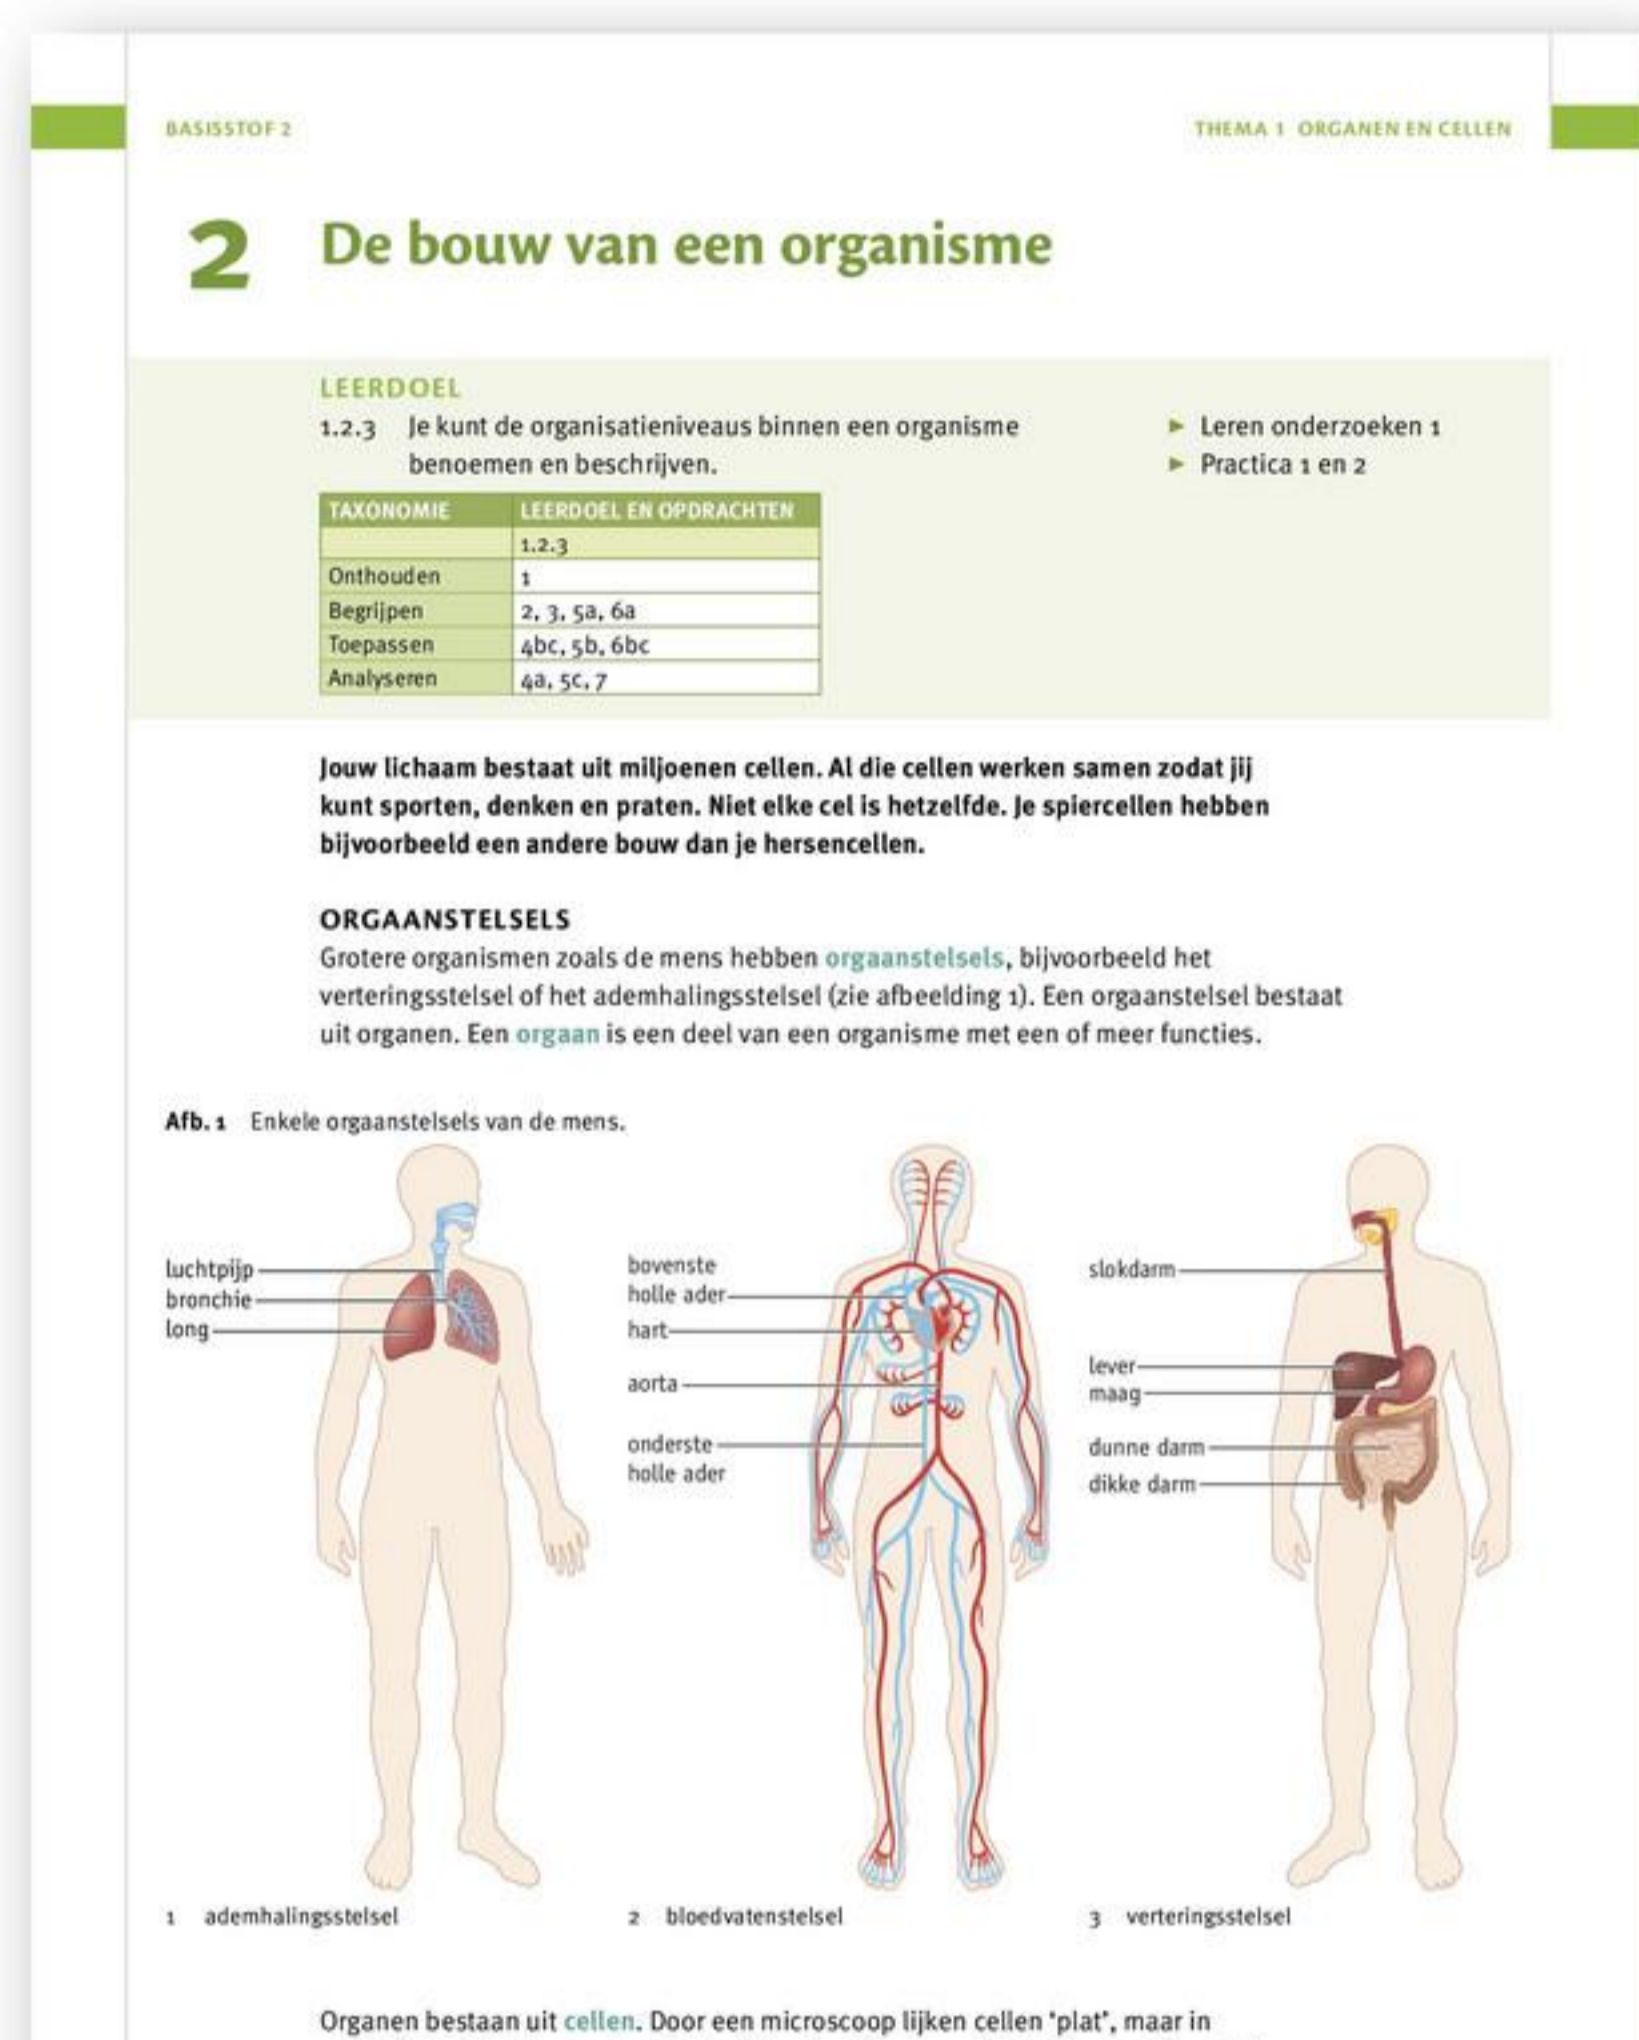 BASISSTOF 2
THEMA 1 ORGANEN EN CELLEN
2 De bouw van een organisme
LEERDOEL
1.2.3 Je kunt de organisatieniveaus binnen een organisme
benoemen en beschrijven.
► Leren onderzoeken 1
► Practica 1 en 2
TAXONOMIE LEERDOEL EN OPDRACHTEN
1.2.3
Onthouden 1
Begrijpen 2, 3, 5a, 6a
Toepassen 4bc, 5b, 6bc
Analyseren 4a, 5c, 7
Jouw lichaam bestaat uit miljoenen cellen. Al die cellen werken samen zodat jij
kunt sporten, denken en praten. Niet elke cel is hetzelfde. Je spiercellen hebben
bijvoorbeeld een andere bouw dan je hersencellen.
ORGAANSTELSELS
Grotere organismen zoals de mens hebben orgaanstelsels, bijvoorbeeld het
verteringsstelsel of het ademhalingsstelsel (zie afbeelding 1). Een orgaanstelsel bestaat
uit organen. Een orgaan is een deel van een organisme met een of meer functies.
Afb. 1 Enkele orgaanstelsels van de mens.
luchtpijp
bronchie
long
bovenste
holle ader
hart
aorta
onderste
holle ader
slokdarm
lever
maag
dunne darm
dikke darm
1 ademhalingsstelsel
2 bloedvatenstelsel
3 verteringsstelsel
Organen bestaan uit cellen. Door een microscoop lijken cellen ‘plat’, maar in